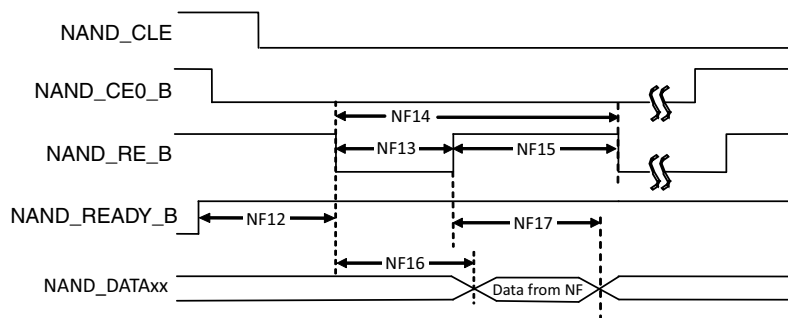 NAND_CLE
NAND_CE0_B
NF14
NAND_RE_B
NF13
NF15
NAND_READY_B
NF12
NF17
NF16
NAND_DATAxx
Data from NF